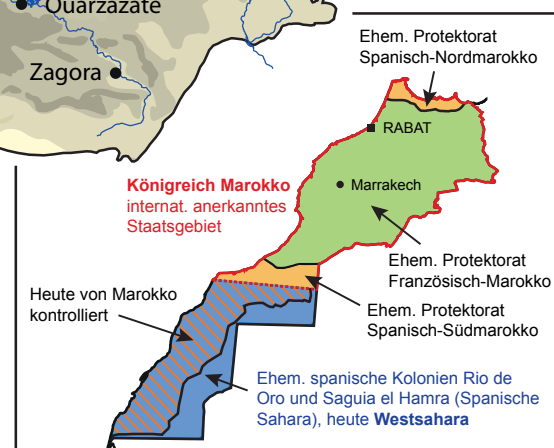 Ouarzazate
Zagora
Ehem. Protektorat
Spanisch-Nordmarokko
RABAT
Marrakech
Königreich Marokko
internat. anerkanntes
Staatsgebiet
Ehem. Protektorat
Französisch-Marokko
Heute von Marokko
kontrolliert
Ehem. Protektorat
Spanisch-Südmarokko
Ehem. spanische Kolonien Rio de
Oro und Saguia el Hamra (Spanische
Sahara), heute Westsahara